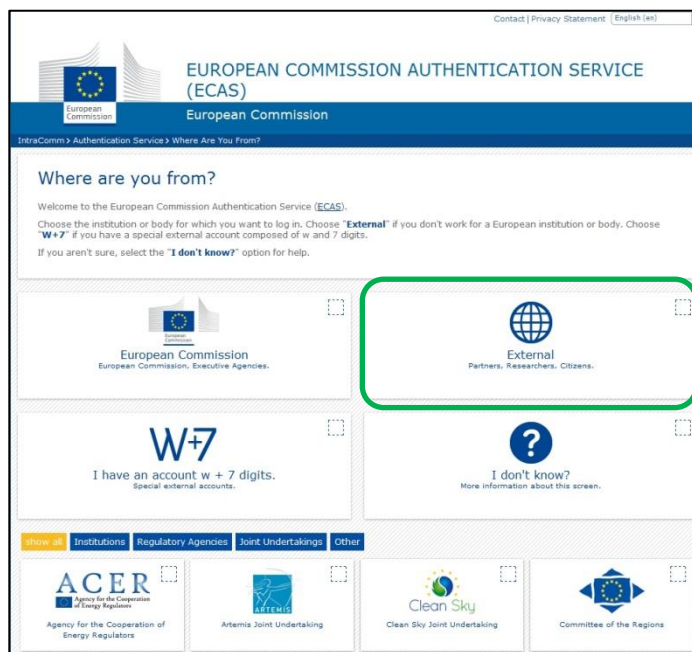 Contact | Privacy Statement English (en)
EUROPEAN COMMISSION AUTHENTICATION SERVICE
(ECAS)
European
Commission
European Commission
IntraComm > Authentication Service > Where Are You From?
Where are you from?
Welcome to the European Commission Authentication Service (ECAS).
Choose the institution or body for which you want to log in. Choose "External" if you don't work for a European institution or body. Choose
"W+7" if you have a special external account composed of w and 7 digits.
If you aren't sure, select the "I don't know?" option for help.
European
Commission
European Commission
European Commission, Executive Agencies.
External
Partners, Researchers, Citizens.
W+7
I have an account w + 7 digits.
Special external accounts.
?
I don't know?
More information about this screen.
show all Institutions Regulatory Agencies Joint Undertakings Other
ACER
Agency for the Cooperation
of Energy Regulators
Agency for the Cooperation of
Energy Regulators
ARTEMIS
Artemis Joint Undertaking
Clean Sky
Clean Sky Joint Undertaking
Committee of the Regions